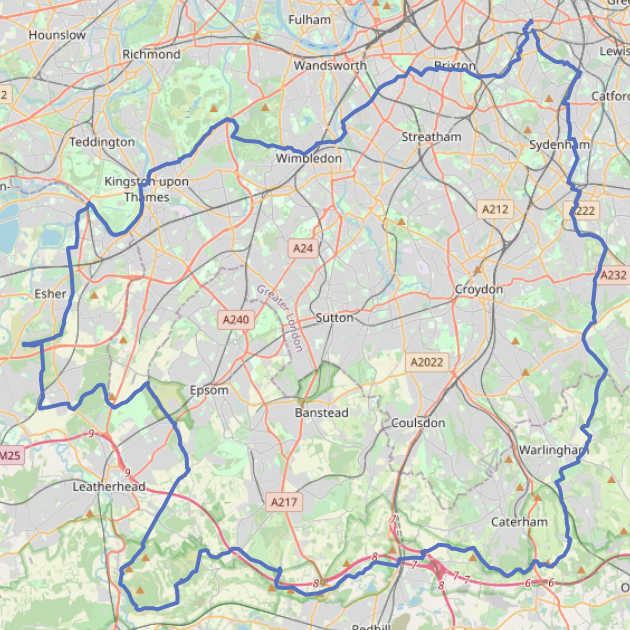 Fulham
Hounslow
Richmond
Wandsworth
Brixton
Lewis
2
Catford
Teddington
Streatham
Wimbledon
Sydenham
Kingston upon
Thames
n-
A212
A222
A24
A232
Esher
Croydon
Greater London
A240
Sutton
A2022
Epsom
Banstead
Coulsdon
9
M25
Warlingham
9
Leatherhead
A217
Caterham
7
8
7
7
7
6
6
8
8
O
Redhill